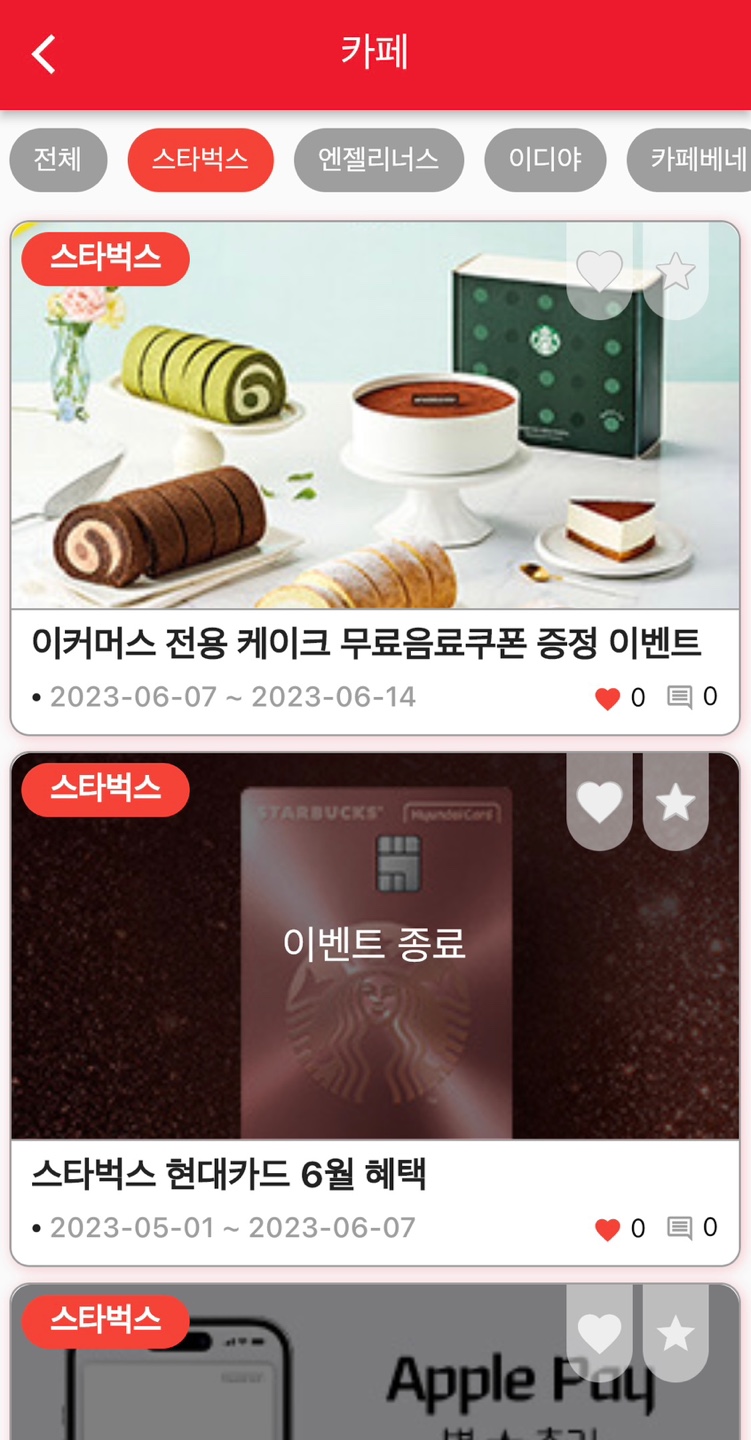 카페
전체
스타벅스
엔젤리너스
이디야
카페베네
스타벅스
이커머스 전용 케이크 무료음료쿠폰 증정 이벤트
• 2023-06-07 ~ 2023-06-14
0
0
스타벅스
STARBUCKS
HyundaiCard
이벤트 종료
스타벅스 현대카드 6월 혜택
• 2023-05-01 ~ 2023-06-07
0
0
스타벅스
Apple Pay